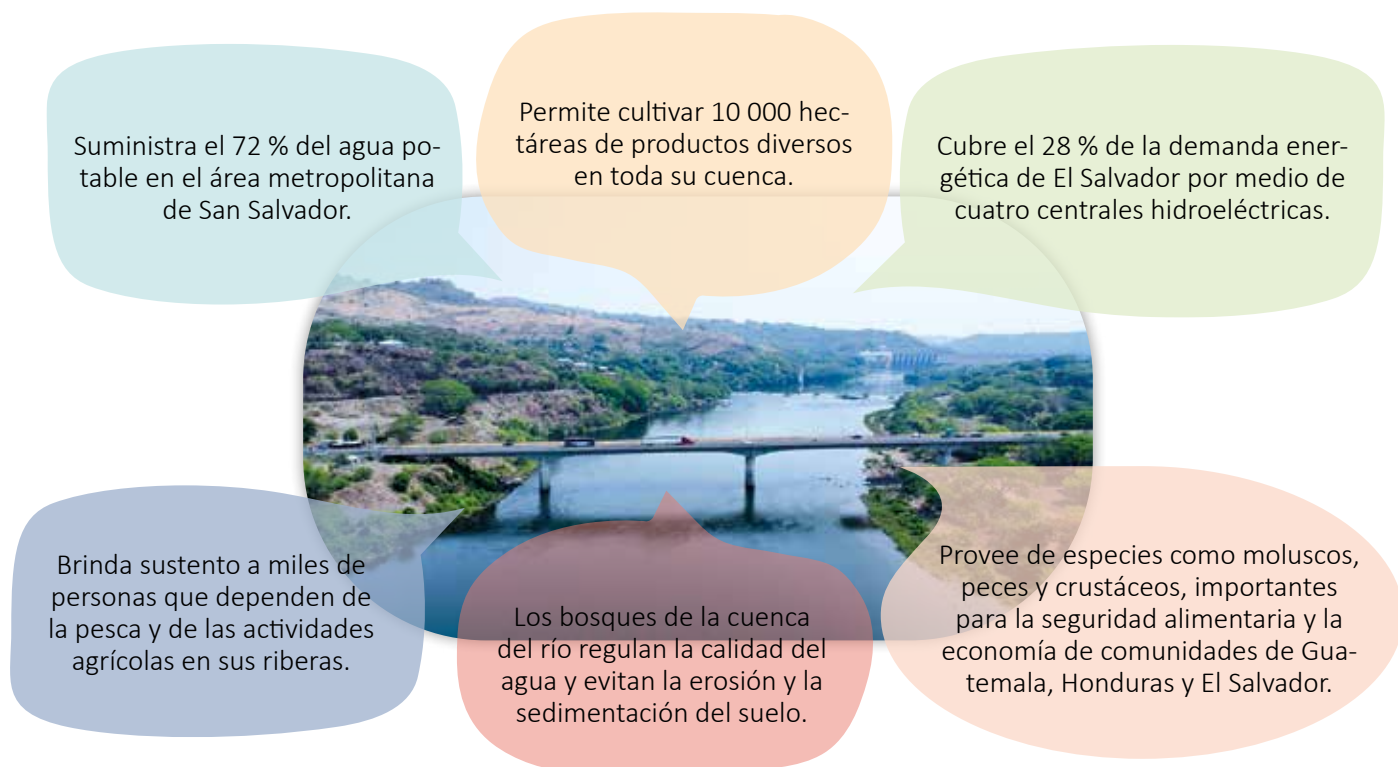 Suministra el 72 % del agua po-
table en el área metropolitana
de San Salvador.
Permite cultivar 10 000 hec-
táreas de productos diversos
en toda su cuenca.
Cubre el 28 % de la demanda ener-
gética de El Salvador por medio de
cuatro centrales hidroeléctricas.
Brinda sustento a miles de
personas que dependen de
la pesca y de las actividades
agrícolas en sus riberas.
Los bosques de la cuenca
del río regulan la calidad del
agua y evitan la erosión y la
sedimentación del suelo.
Provee de especies como moluscos,
peces y crustáceos, importantes
para la seguridad alimentaria y la
economía de comunidades de Gua-
temala, Honduras y El Salvador.